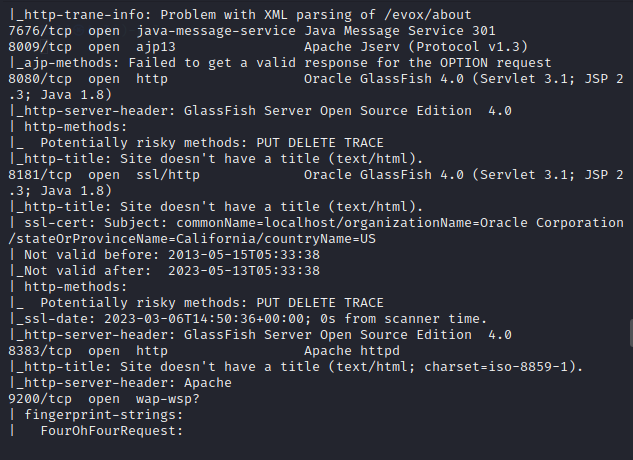 |_http-trane-info: Problem with XML parsing of /evox/about
7676/tcp  open  java-message-service Java Message Service 301
8009/tcp  open  ajp13                Apache Jserv (Protocol v1.3)
|_ajp-methods: Failed to get a valid response for the OPTION request
8080/tcp  open  http                 Oracle GlassFish 4.0 (Servlet 3.1; JSP 2
.3; Java 1.8)
|_http-server-header: GlassFish Server Open Source Edition  4.0
| http-methods:
|_  Potentially risky methods: PUT DELETE TRACE
|_http-title: Site doesn't have a title (text/html).
8181/tcp  open  ssl/http             Oracle GlassFish 4.0 (Servlet 3.1; JSP 2
.3; Java 1.8)
|_http-title: Site doesn't have a title (text/html).
| ssl-cert: Subject: commonName=localhost/organizationName=Oracle Corporation
/stateOrProvinceName=California/countryName=US
| Not valid before: 2013-05-15T05:33:38
|_Not valid after:  2023-05-13T05:33:38
| http-methods:
|_  Potentially risky methods: PUT DELETE TRACE
|_ssl-date: 2023-03-06T14:50:36+00:00; 0s from scanner time.
|_http-server-header: GlassFish Server Open Source Edition  4.0
8383/tcp  open  http                 Apache httpd
|_http-title: Site doesn't have a title (text/html; charset=iso-8859-1).
|_http-server-header: Apache
9200/tcp  open  wap-wsp?
| fingerprint-strings:
|   FourOhFourRequest: